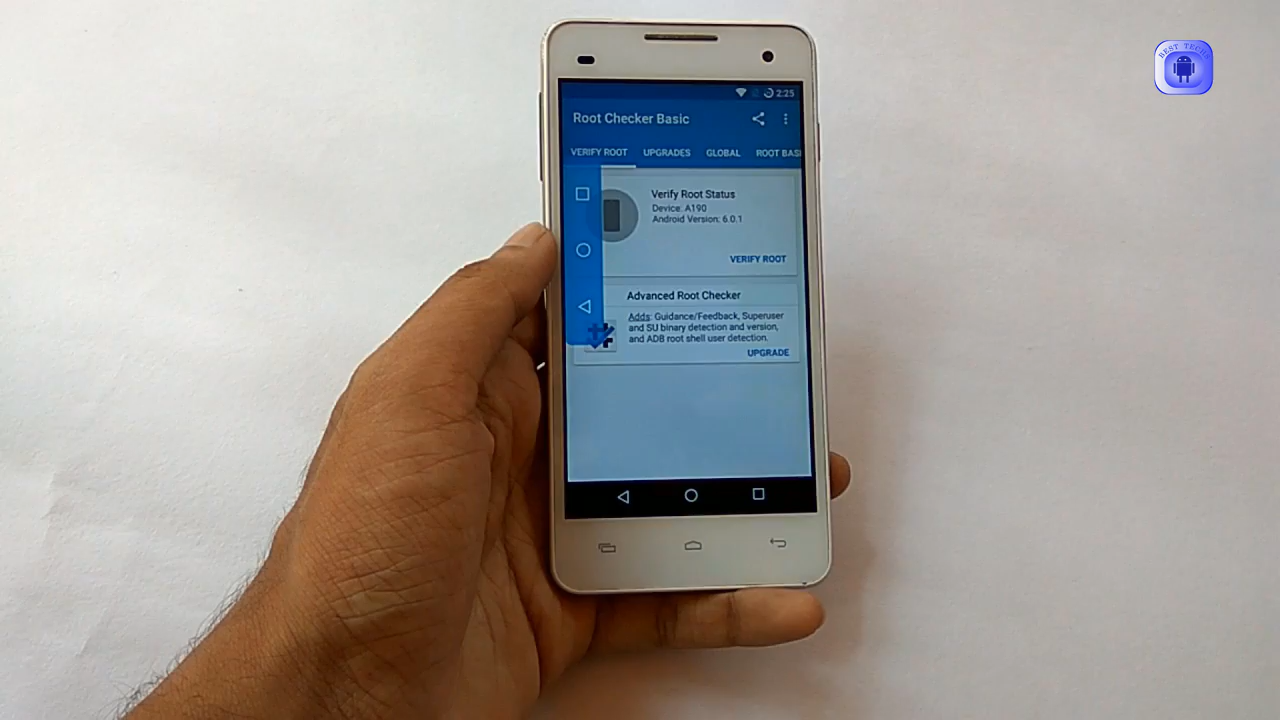 BEST TECHS
2:25
Root Checker Basic
VERIFY ROOT UPGRADES GLOBAL ROOT BASI
Verify Root Status
Device: A190
Android Version: 6.0.1
VERIFY ROOT
Advanced Root Checker
Adds: Guidance/Feedback, Superuser
and SU binary detection and version,
and ADB root shell user detection.
UPGRADE